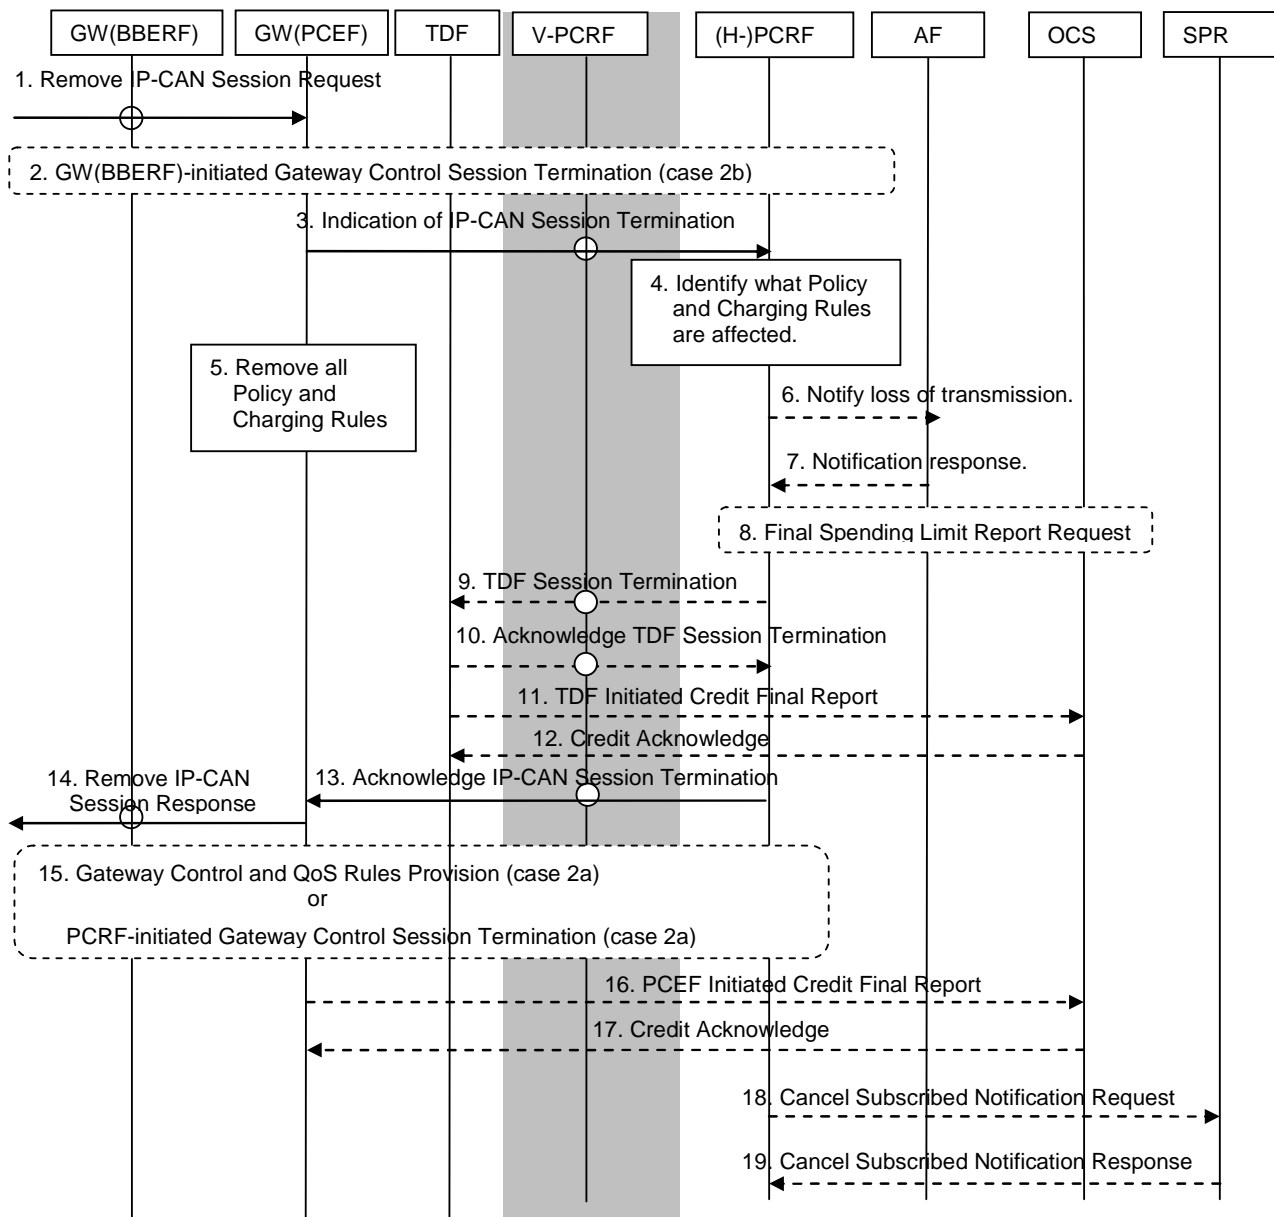 GW(BBERF)
GW(PCEF)
TDF
V-PCRF
(H-)PCRF
AF
OCS
SPR
1. Remove IP-CAN Session Request
2. GW(BBERF)-initiated Gateway Control Session Termination (case 2b)
3. Indication of IP-CAN Session Termination
4. Identify what Policy
and Charging Rules
are affected.
5. Remove all
Policy and
Charging Rules
6. Notify loss of transmission.
7. Notification response.
8. Final Spending Limit Report Request
9. TDF Session Termination
10. Acknowledge TDF Session Termination
11. TDF Initiated Credit Final Report
12. Credit Acknowledge
13. Acknowledge IP-CAN Session Termination
14. Remove IP-CAN
Session Response
15. Gateway Control and QoS Rules Provision (case 2a)
or
PCRF-initiated Gateway Control Session Termination (case 2a)
16. PCEF Initiated Credit Final Report
17. Credit Acknowledge
18. Cancel Subscribed Notification Request
19. Cancel Subscribed Notification Response